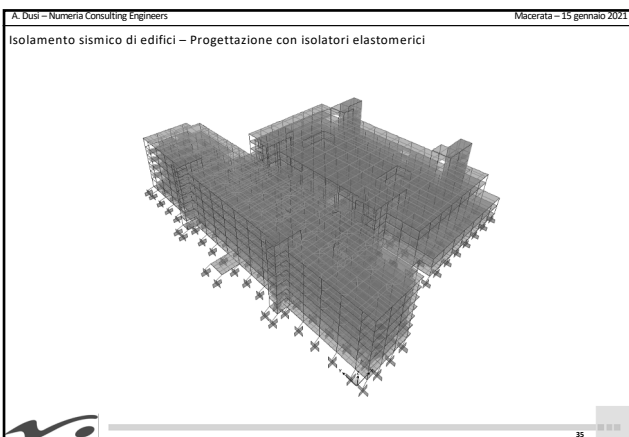 A. Dusi – Numeria Consulting Engineers
Macerata – 15 gennaio 2021
Isolamento sismico di edifici – Progettazione con isolatori elastomerici
35